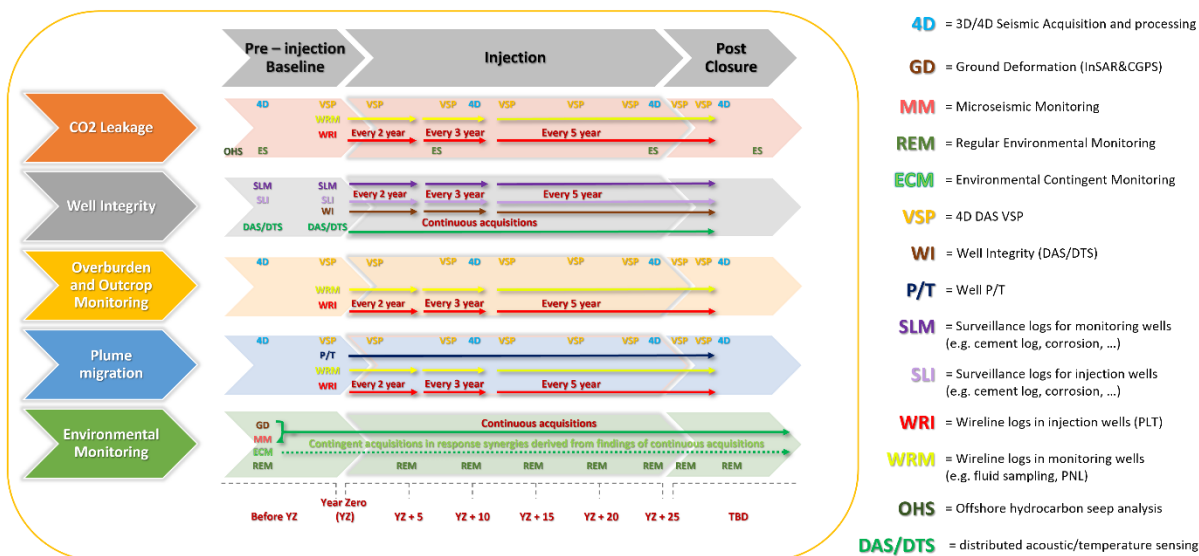 Pre – injection
Baseline
Injection
Post
Closure
CO2 Leakage
4D VSP VSP VSP 4D VSP VSP VSP 4D VSP VSP 4D
WRM
WRI Every 2 year Every 3 year Every 5 year
OHS ES ES ES ES
Well Integrity
SLM SLM
SLI SLI Every 2 year Every 3 year Every 5 year
WI
DAS/DTS DAS/DTS Continuous acquisitions
Overburden
and Outcrop
Monitoring
4D VSP VSP VSP 4D VSP VSP VSP 4D VSP VSP 4D
WRM
WRI Every 2 year Every 3 year Every 5 year
Plume
migration
4D VSP VSP VSP 4D VSP VSP VSP 4D VSP VSP 4D
P/T
WRM
WRI Every 2 year Every 3 year Every 5 year
Environmental
Monitoring
GD Continuous acquisitions
MM Contingent acquisitions in response synergies derived from findings of continuous acquisitions
ECM
REM REM REM REM REM REM REM REM
Before YZ Year Zero
(YZ) YZ + 5 YZ + 10 YZ + 15 YZ + 20 YZ + 25 TBD
4D = 3D/4D Seismic Acquisition and processing
GD = Ground Deformation (InSAR&CGPS)
MM = Microseismic Monitoring
REM = Regular Environmental Monitoring
ECM = Environmental Contingent Monitoring
VSP = 4D DAS VSP
WI = Well Integrity (DAS/DTS)
P/T = Well P/T
SLM = Surveillance logs for monitoring wells
(e.g. cement log, corrosion, ...)
SLI = Surveillance logs for injection wells
(e.g. cement log, corrosion, ...)
WRI = Wireline logs in injection wells (PLT)
WRM = Wireline logs in monitoring wells
(e.g. fluid sampling, PNL)
OHS = Offshore hydrocarbon seep analysis
DAS/DTS = distributed acoustic/temperature sensing